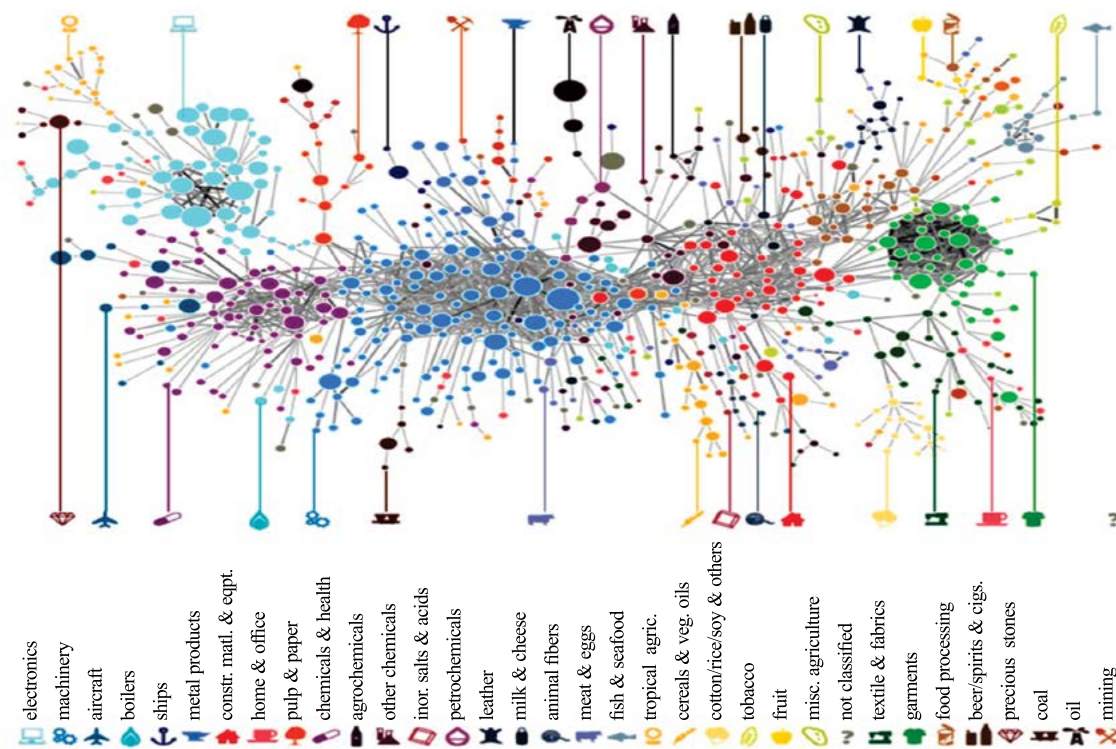 electronics
machinery
aircraft
boilers
ships
metal products
constr. matl. & eqpt.
home & office
pulp & paper
chemicals & health
agrochemicals
other chemicals
inor. salts & acids
petrochemicals
leather
milk & cheese
animal fibers
meat & eggs
fish & seafood
tropical agric.
cereals & veg. oils
cotton/rice/soy & others
tobacco
fruit
misc. agriculture
not classified
textile & fabrics
garments
food processing
beer/spirits & cigs.
precious stones
coal
oil
mining
?
?